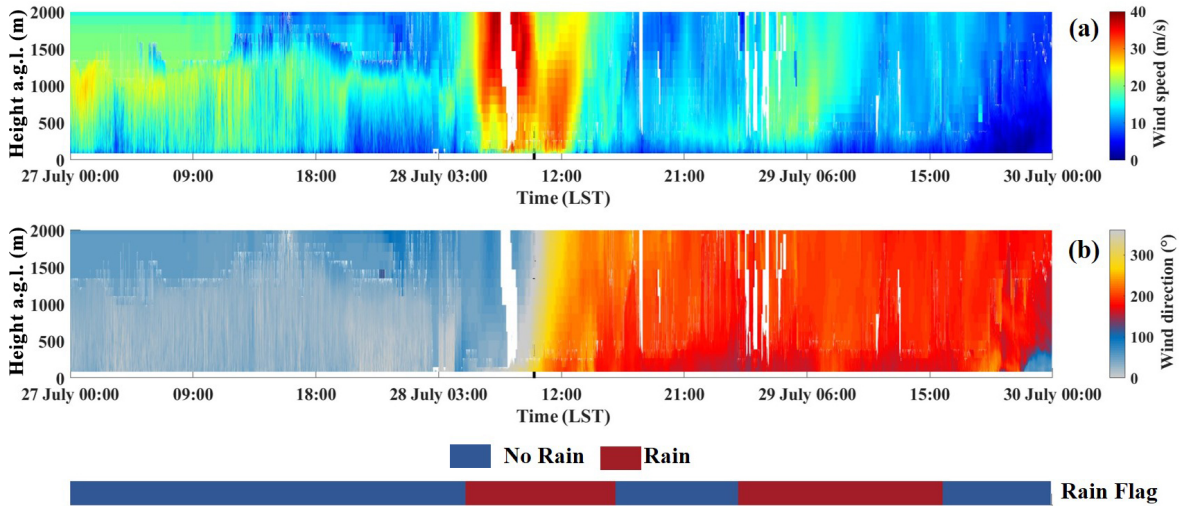 2000
1500
1000
500
0
Height a.g.l. (m)
(a)
40
30
20
10
0
Wind speed (m/s)
27 July 00:00 09:00 18:00 28 July 03:00 12:00 21:00 29 July 06:00 15:00 30 July 00:00
Time (LST)
2000
1500
1000
500
0
Height a.g.l. (m)
(b)
300
200
100
0
Wind direction (°)
27 July 00:00 09:00 18:00 28 July 03:00 12:00 21:00 29 July 06:00 15:00 30 July 00:00
Time (LST)
No Rain Rain
Rain Flag